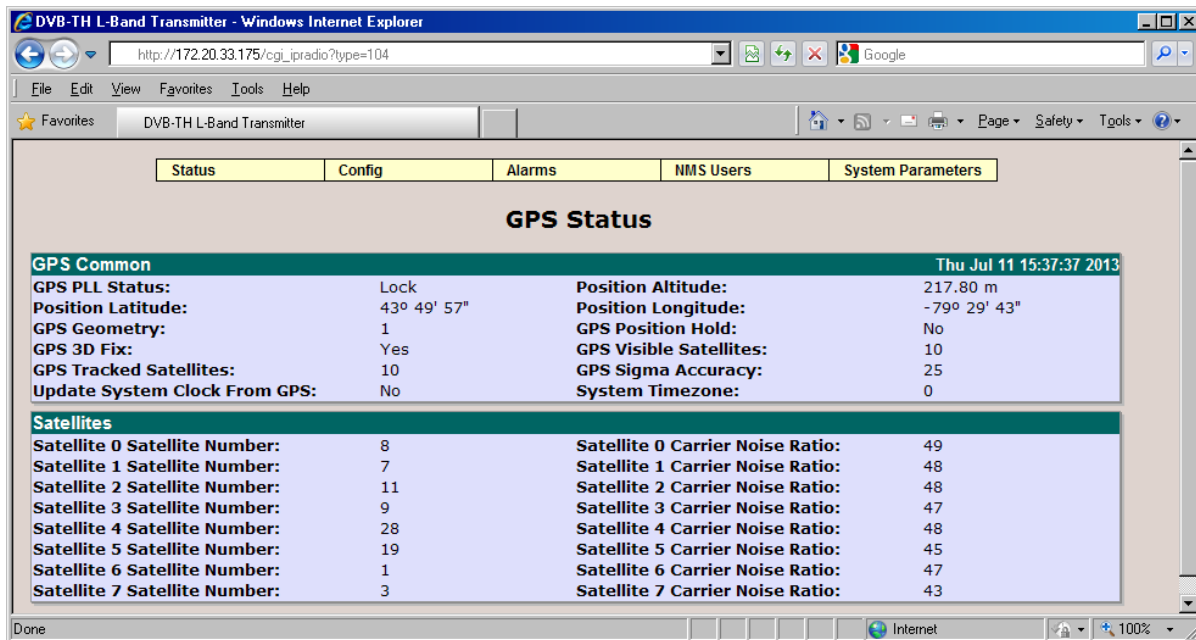 DVB-TH L-Band Transmitter - Windows Internet Explorer
http://172.20.33.175/cgi_ipradio?type=104
Google
File Edit View Favorites Tools Help
Favorites DVB-TH L-Band Transmitter Page Safety Tools
Status Config Alarms NMS Users System Parameters
GPS Status
GPS Common Thu Jul 11 15:37:37 2013
GPS PLL Status: Lock Position Altitude: 217.80 m
Position Latitude: 43º 49' 57" Position Longitude: -79º 29' 43"
GPS Geometry: 1 GPS Position Hold: No
GPS 3D Fix: Yes GPS Visible Satellites: 10
GPS Tracked Satellites: 10 GPS Sigma Accuracy: 25
Update System Clock From GPS: No System Timezone: 0
Satellites
Satellite 0 Satellite Number: 8 Satellite 0 Carrier Noise Ratio: 49
Satellite 1 Satellite Number: 7 Satellite 1 Carrier Noise Ratio: 48
Satellite 2 Satellite Number: 11 Satellite 2 Carrier Noise Ratio: 48
Satellite 3 Satellite Number: 9 Satellite 3 Carrier Noise Ratio: 47
Satellite 4 Satellite Number: 28 Satellite 4 Carrier Noise Ratio: 48
Satellite 5 Satellite Number: 19 Satellite 5 Carrier Noise Ratio: 45
Satellite 6 Satellite Number: 1 Satellite 6 Carrier Noise Ratio: 47
Satellite 7 Satellite Number: 3 Satellite 7 Carrier Noise Ratio: 43
Done Internet 100%